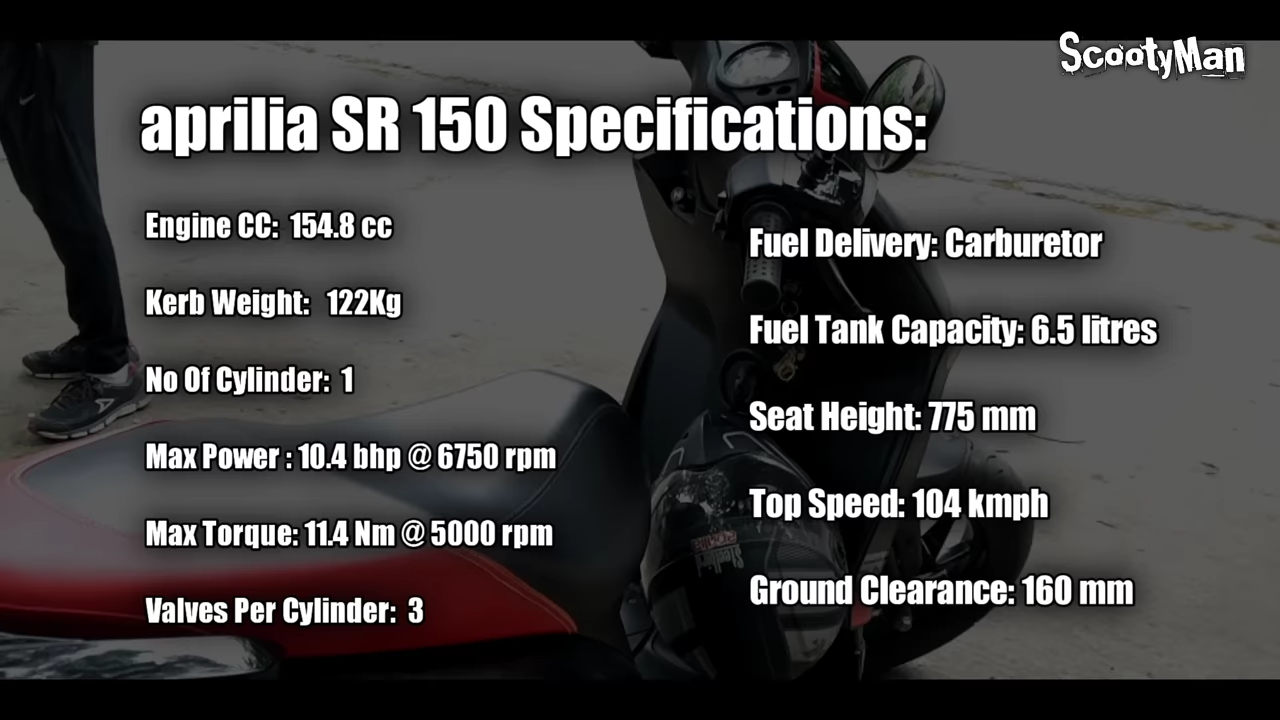 ScootyMan
aprilia SR 150 Specifications:
Engine CC: 154.8 cc
Kerb Weight: 122Kg
No Of Cylinder: 1
Max Power : 10.4 bhp @ 6750 rpm
Max Torque: 11.4 Nm @ 5000 rpm
Valves Per Cylinder: 3
Fuel Delivery: Carburetor
Fuel Tank Capacity: 6.5 litres
Seat Height: 775 mm
Top Speed: 104 kmph
Ground Clearance: 160 mm